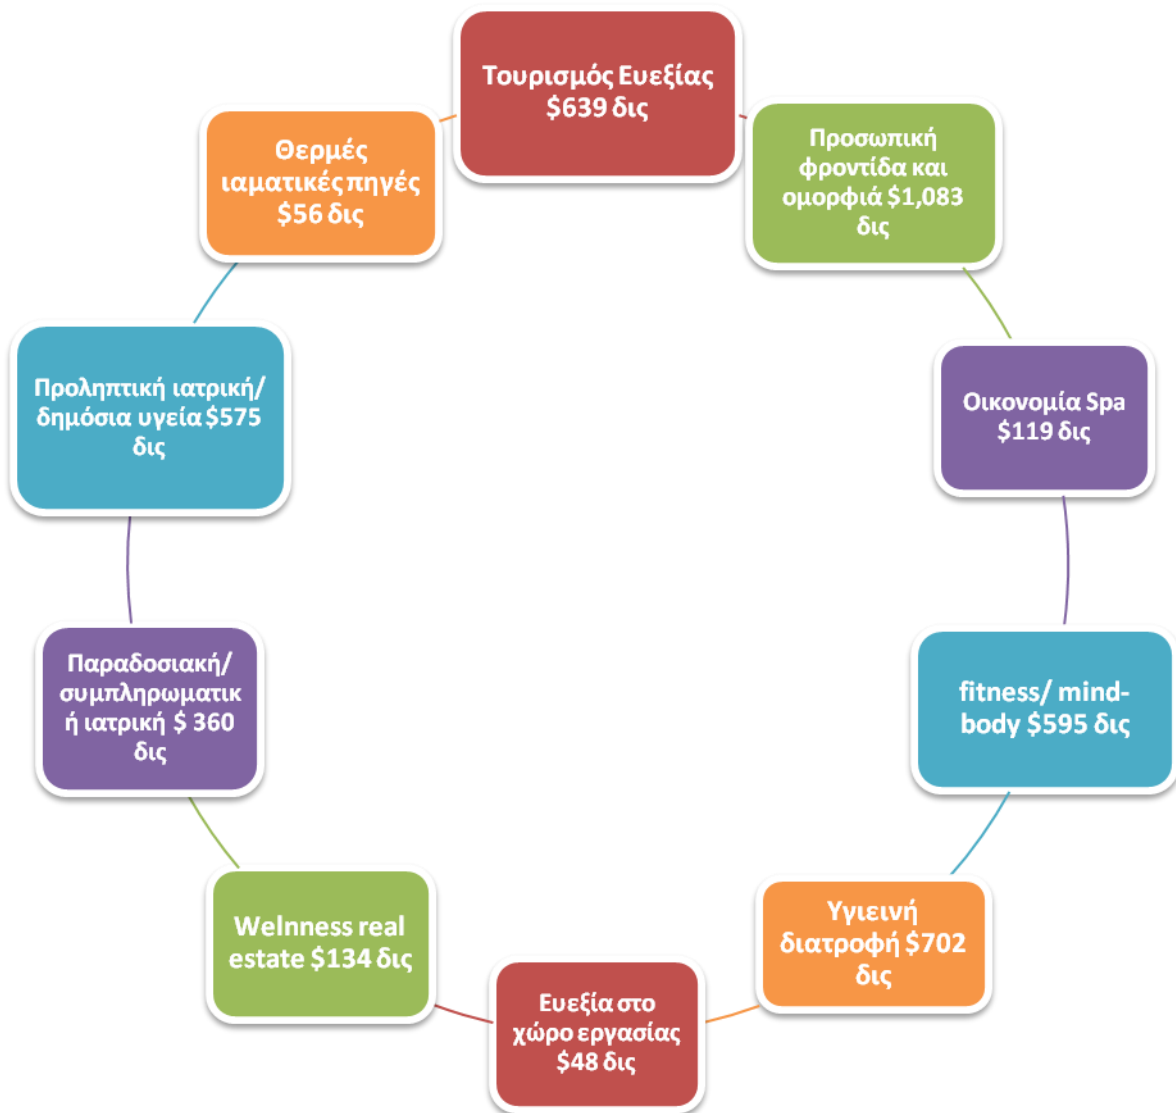 Τουρισμός Ευεξίας
$639 δις
Προσωπική
φροντίδα και
ομορφιά $1,083
δις
Οικονομία Spa
$119 δις
fitness/ mind-
body $595 δις
Υγιεινή
διατροφή $702
δις
Ευεξία στο
χώρο εργασίας
$48 δις
Welnness real
estate $134 δις
Παραδοσιακή/
συμπληρωματικ
ή ιατρική $ 360
δις
Προληπτική ιατρική/
δημόσια υγεία $575
δις
Θερμές
ιαματικές πηγές
$56 δις